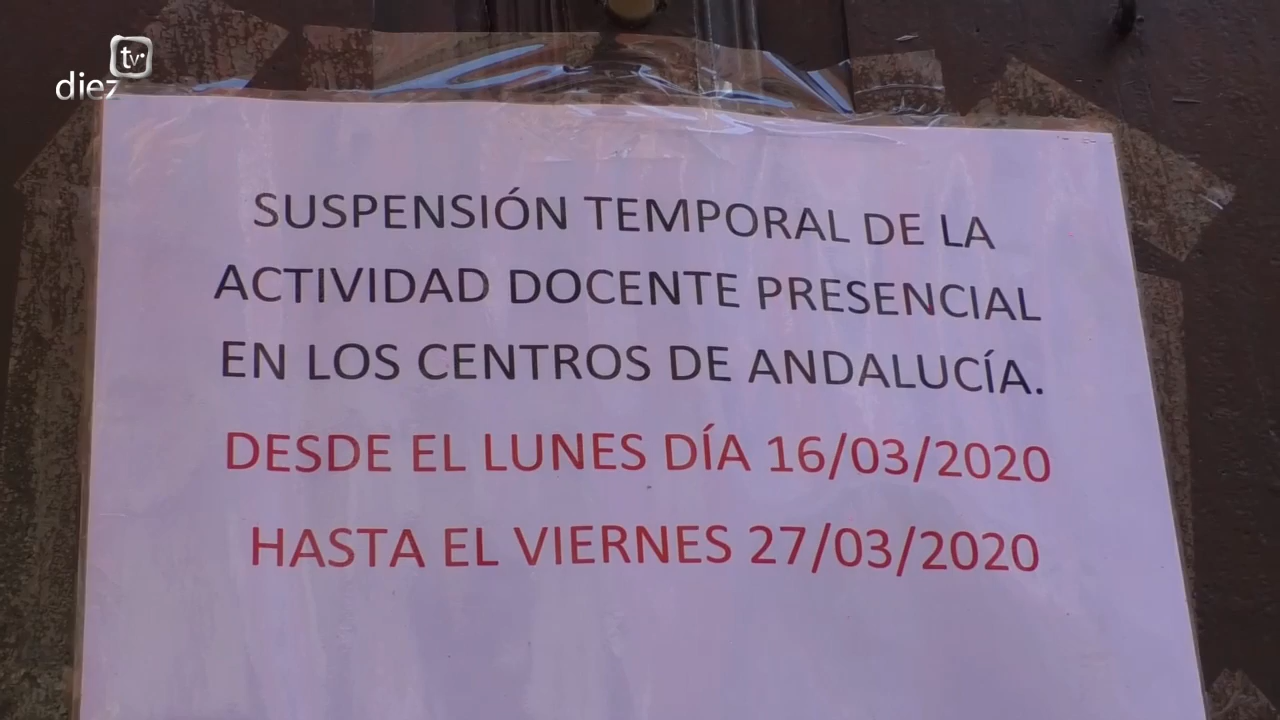 diez tv
SUSPENSIÓN TEMPORAL DE LA
ACTIVIDAD DOCENTE PRESENCIAL
EN LOS CENTROS DE ANDALUCÍA.
DESDE EL LUNES DÍA 16/03/2020
HASTA EL VIERNES 27/03/2020